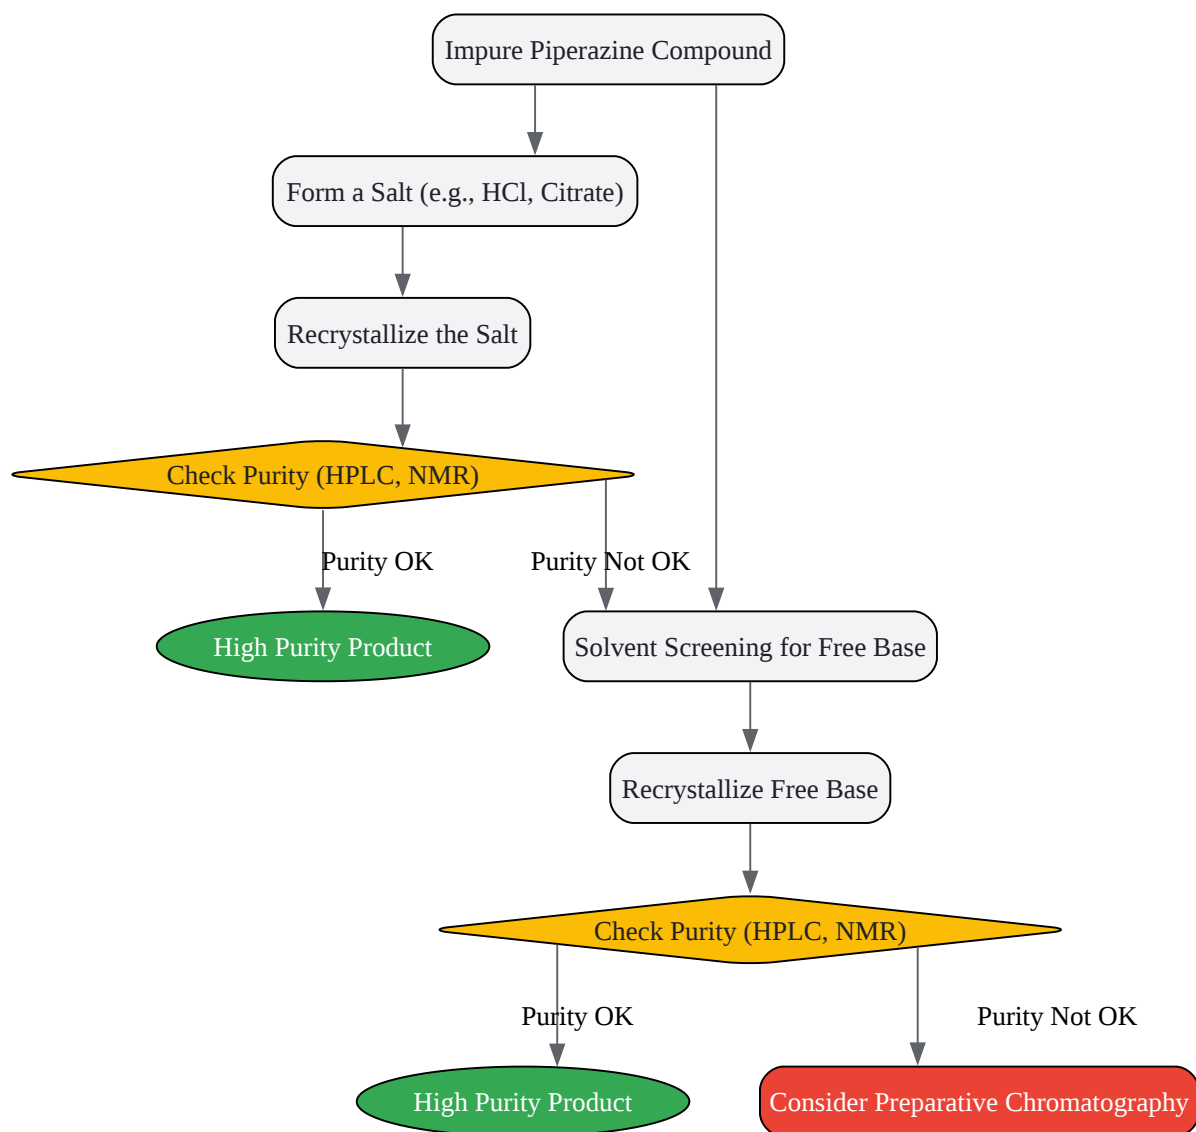 Impure Piperazine Compound
Form a Salt (e.g., HCl, Citrate)
Recrystallize the Salt
Check Purity (HPLC, NMR)
Purity OK
Purity Not OK
High Purity Product
Solvent Screening for Free Base
Recrystallize Free Base
Check Purity (HPLC, NMR)
Purity OK
Purity Not OK
High Purity Product
Consider Preparative Chromatography